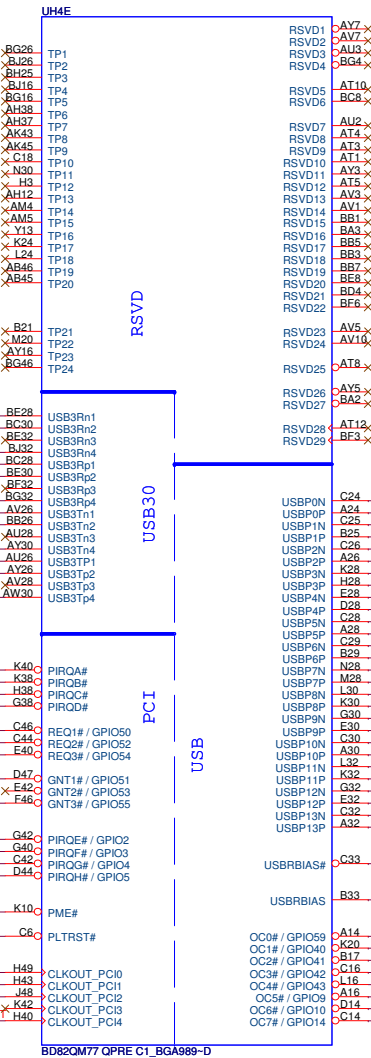 UH4E
BG26 TP1
BJ26 TP2
BH25 TP3
BJ16 TP4
BG16 TP5
AH38 TP6
AH37 TP7
AK43 TP8
AK45 TP9
C18 TP10
N30 TP11
H3 TP12
AH12 TP13
AM4 TP14
AM5 TP15
Y13 TP16
K24 TP17
L24 TP18
AB46 TP19
AB45 TP20
B21 TP21
M20 TP22
AY16 TP23
BG46 TP24
RSVD
RSVD1 AY7
RSVD2 AV7
RSVD3 AU3
RSVD4 BG4
RSVD5 AT10
RSVD6 BC8
RSVD7 AU2
RSVD8 AT4
RSVD9 AT3
RSVD10 AT1
RSVD11 AY3
RSVD12 AT5
RSVD13 AV3
RSVD14 AV1
RSVD15 BB1
RSVD16 BA3
RSVD17 BB5
RSVD18 BB3
RSVD19 BB7
RSVD20 BE8
RSVD21 BD4
RSVD22 BF6
RSVD23 AV5
RSVD24 AV10
RSVD25 AT8
RSVD26 AY5
RSVD27 BA2
RSVD28 AT12
RSVD29 BF3
BE28 USB3Rn1
BC30 USB3Rn2
BE32 USB3Rn3
BJ32 USB3Rn4
BC28 USB3Rp1
BE30 USB3Rp2
BF32 USB3Rp3
BG32 USB3Rp4
AV26 USB3Tn1
BB26 USB3Tn2
AU28 USB3Tn3
AY30 USB3Tn4
AU26 USB3TP1
AY26 USB3Tp2
AV28 USB3Tp3
AW30 USB3Tp4
USB30
K40 PIRQA#
K38 PIRQB#
H38 PIRQC#
G38 PIRQD#
C46 REQ1# / GPIO50
C44 REQ2# / GPIO52
E40 REQ3# / GPIO54
D47 GNT1# / GPIO51
E42 GNT2# / GPIO53
F46 GNT3# / GPIO55
G42 PIRQE# / GPIO2
G40 PIRQF# / GPIO3
C42 PIRQG# / GPIO4
D44 PIRQH# / GPIO5
K10 PME#
C6 PLTRST#
H49 CLKOUT_PCI0
H43 CLKOUT_PCI1
J48 CLKOUT_PCI2
K42 CLKOUT_PCI3
H40 CLKOUT_PCI4
PCI
USB
USBP0N C24
USBP0P A24
USBP1N C25
USBP1P B25
USBP2N C26
USBP2P A26
USBP3N K28
USBP3P H28
USBP4N E28
USBP4P D28
USBP5N C28
USBP5P A28
USBP6N C29
USBP6P B29
USBP7N N28
USBP7P M28
USBP8N L30
USBP8P K30
USBP9N G30
USBP9P E30
USBP10N C30
USBP10P A30
USBP11N L32
USBP11P K32
USBP12N G32
USBP12P E32
USBP13N C32
USBP13P A32
USBRBIAS# C33
USBRBIAS B33
OC0# / GPIO59 A14
OC1# / GPIO40 K20
OC2# / GPIO41 B17
OC3# / GPIO42 C16
OC4# / GPIO43 L16
OC5# / GPIO9 A16
OC6# / GPIO10 D14
OC7# / GPIO14 C14
BD82QM77 QPRE C1_BGA989~D